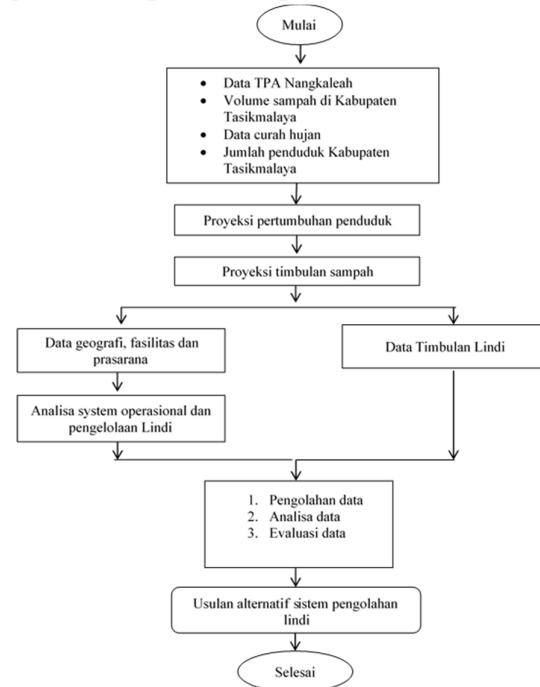 Mulai
• Data TPA Nangkaleah
• Volume sampah di Kabupaten
Tasikmalaya
• Data curah hujan
• Jumlah penduduk Kabupaten
Tasikmalaya
Proyeksi pertumbuhan penduduk
Proyeksi timbulan sampah
Data geografi, fasilitas dan
prasarana
Data Timbulan Lindi
Analisa system operasional dan
pengelolaan Lindi
1. Pengolahan data
2. Analisa data
3. Evaluasi data
Usulan alternatif sistem pengolahan
lindi
Selesai